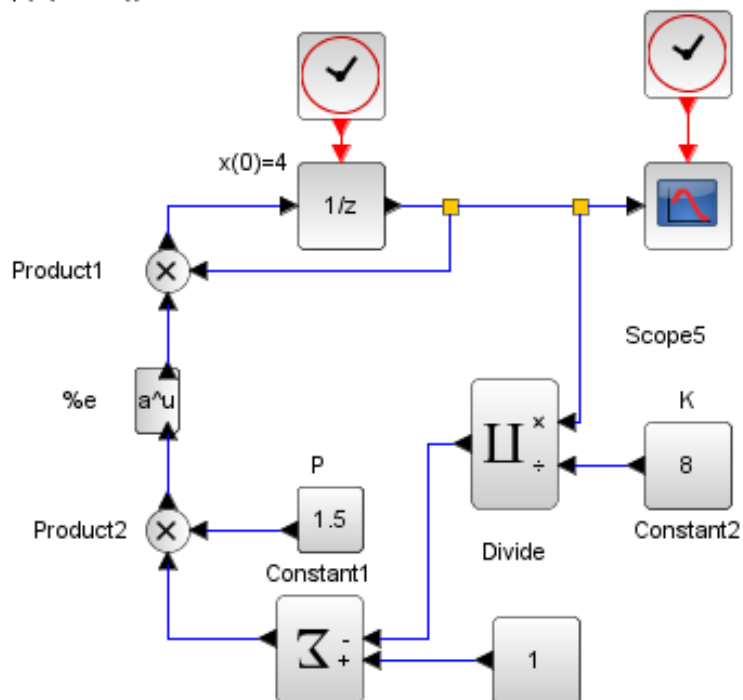 x(0)=4
1/z
Product1
Scope5
%e
a^u
K
×
÷
8
P
1.5
Product2
Constant2
Divide
Constant1
Σ
-
+
1